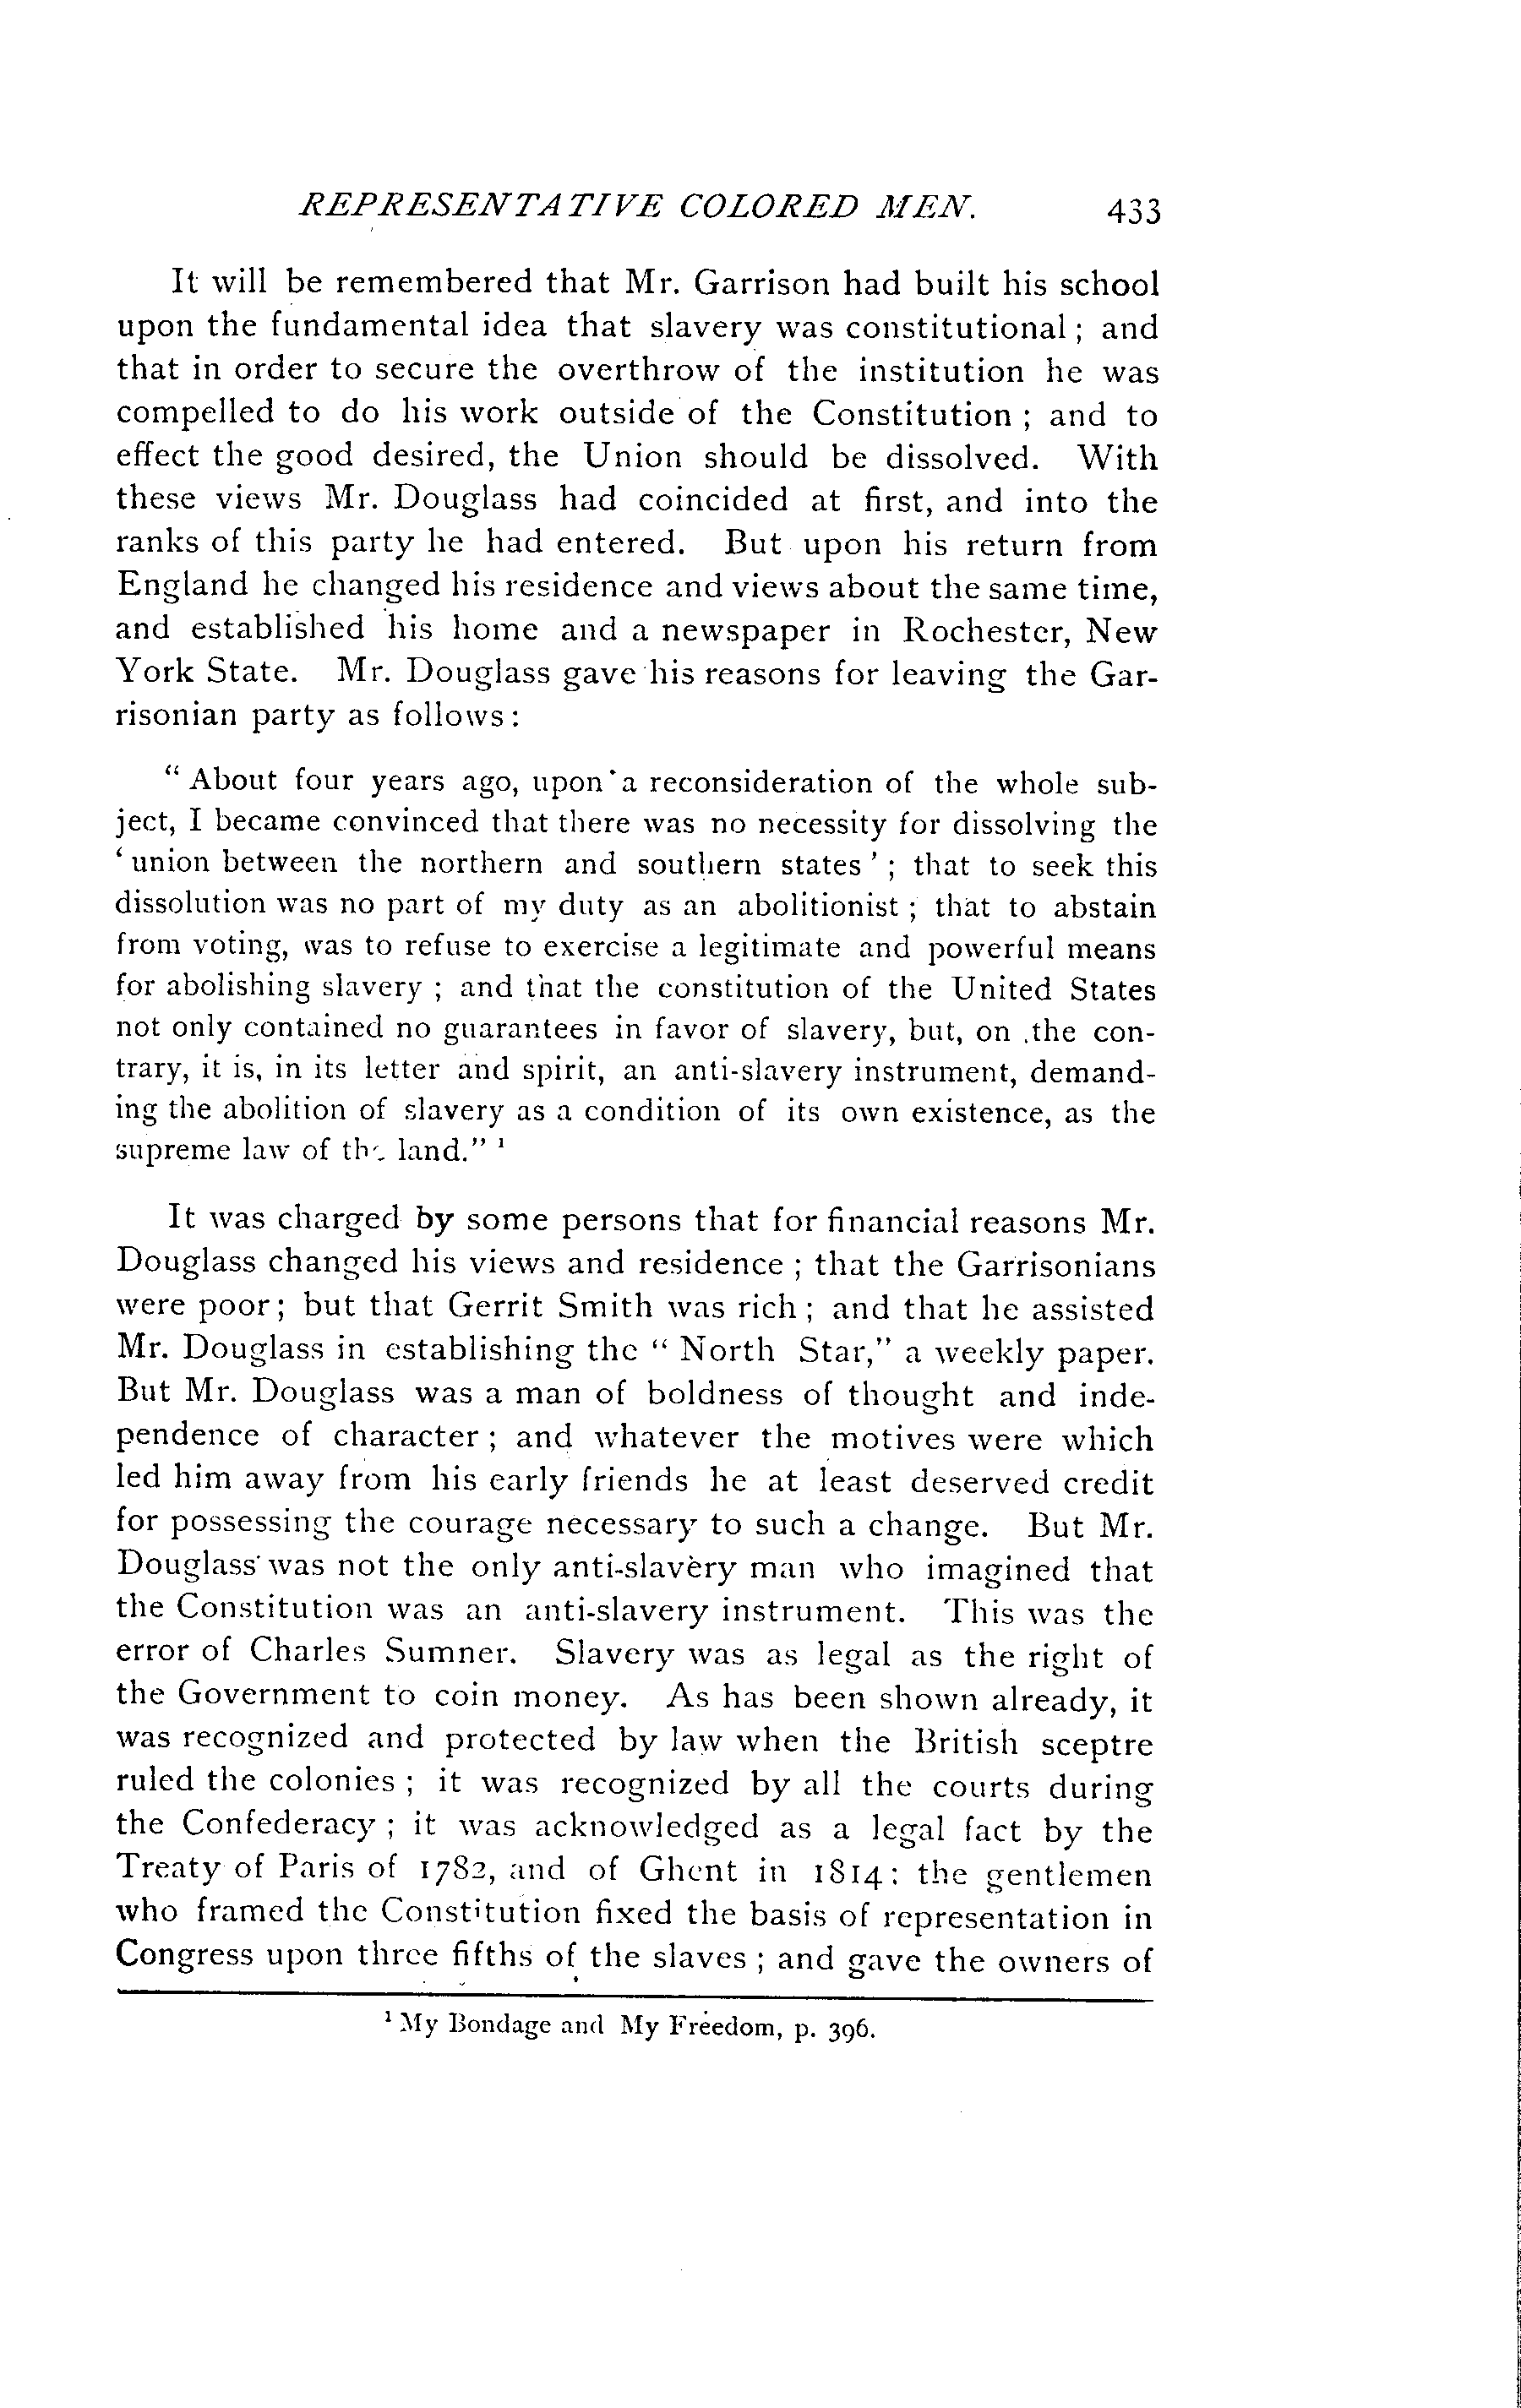 REPRESENTATIVE COLORED MEN. 433
It will be remembered that Mr. Garrison had built his school
upon the fundamental idea that slavery was constitutional; and
that in order to secure the overthrow of the institution he was
compelled to do his work outside of the Constitution; and to
effect the good desired, the Union should be dissolved. With
these views Mr. Douglass had coincided at first, and into the
ranks of this party he had entered. But upon his return from
England he changed his residence and views about the same time,
and established his home and a newspaper in Rochester, New
York State. Mr. Douglass gave his reasons for leaving the Gar-
risonian party as follows:
"About four years ago, upon a reconsideration of the whole sub-
ject, I became convinced that there was no necessity for dissolving the
'union between the northern and southern states'; that to seek this
dissolution was no part of my duty as an abolitionist; that to abstain
from voting, was to refuse to exercise a legitimate and powerful means
for abolishing slavery; and that the constitution of the United States
not only contained no guarantees in favor of slavery, but, on the con-
trary, it is, in its letter and spirit, an anti-slavery instrument, demand-
ing the abolition of slavery as a condition of its own existence, as the
supreme law of the land." 1
It was charged by some persons that for financial reasons Mr.
Douglass changed his views and residence; that the Garrisonians
were poor; but that Gerrit Smith was rich; and that he assisted
Mr. Douglass in establishing the "North Star," a weekly paper.
But Mr. Douglass was a man of boldness of thought and inde-
pendence of character; and whatever the motives were which
led him away from his early friends he at least deserved credit
for possessing the courage necessary to such a change. But Mr.
Douglass was not the only anti-slavery man who imagined that
the Constitution was an anti-slavery instrument. This was the
error of Charles Sumner. Slavery was as legal as the right of
the Government to coin money. As has been shown already, it
was recognized and protected by law when the British sceptre
ruled the colonies; it was recognized by all the courts during
the Confederacy; it was acknowledged as a legal fact by the
Treaty of Paris of 1782, and of Ghent in 1814: the gentlemen
who framed the Constitution fixed the basis of representation in
Congress upon three fifths of the slaves; and gave the owners of
1 My Bondage and My Freedom, p. 396.